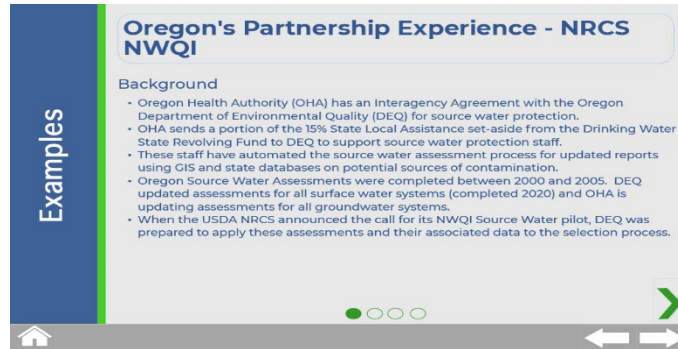 Examples
Oregon's Partnership Experience - NRCS
NWQI
Background
• Oregon Health Authority (OHA) has an Interagency Agreement with the Oregon
Department of Environmental Quality (DEQ) for source water protection.
• OHA sends a portion of the 15% State Local Assistance set-aside from the Drinking Water
State Revolving Fund to DEQ to support source water protection staff.
• These staff have automated the source water assessment process for updated reports
using GIS and state databases on potential sources of contamination.
• Oregon Source Water Assessments were completed between 2000 and 2005. DEQ
updated assessments for all surface water systems (completed 2020) and OHA is
updating assessments for all groundwater systems.
• When the USDA NRCS announced the call for its NWQI Source Water pilot, DEQ was
prepared to apply these assessments and their associated data to the selection process.